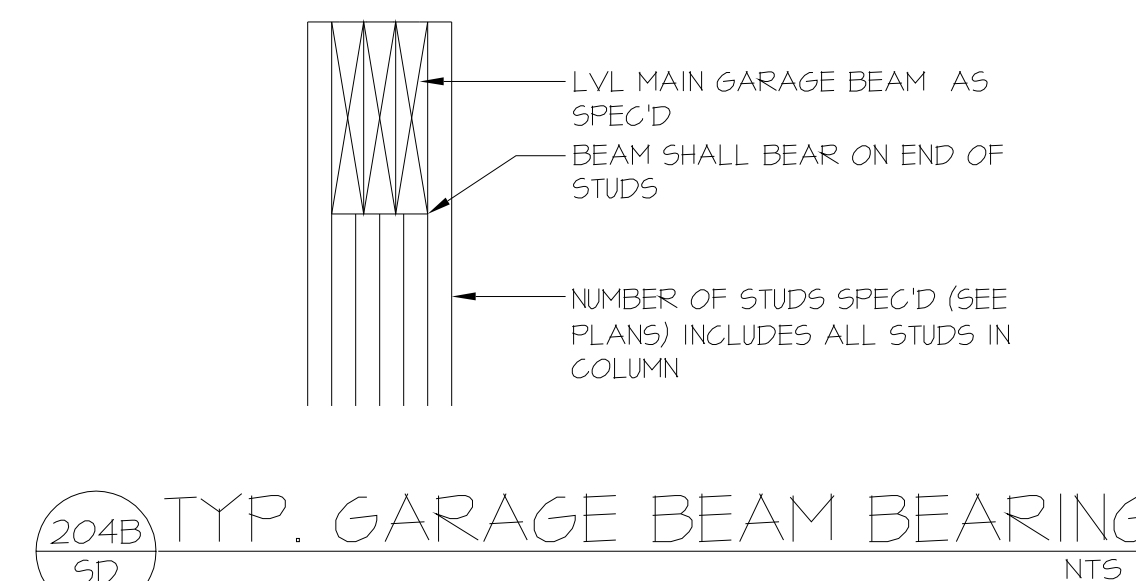 LVL MAIN GARAGE BEAM AS
SPEC'D
BEAM SHALL BEAR ON END OF
STUDS
NUMBER OF STUDS SPEC'D (SEE
PLANS) INCLUDES ALL STUDS IN
COLUMN
204B
SD
TYP. GARAGE BEAM BEARING
NTS